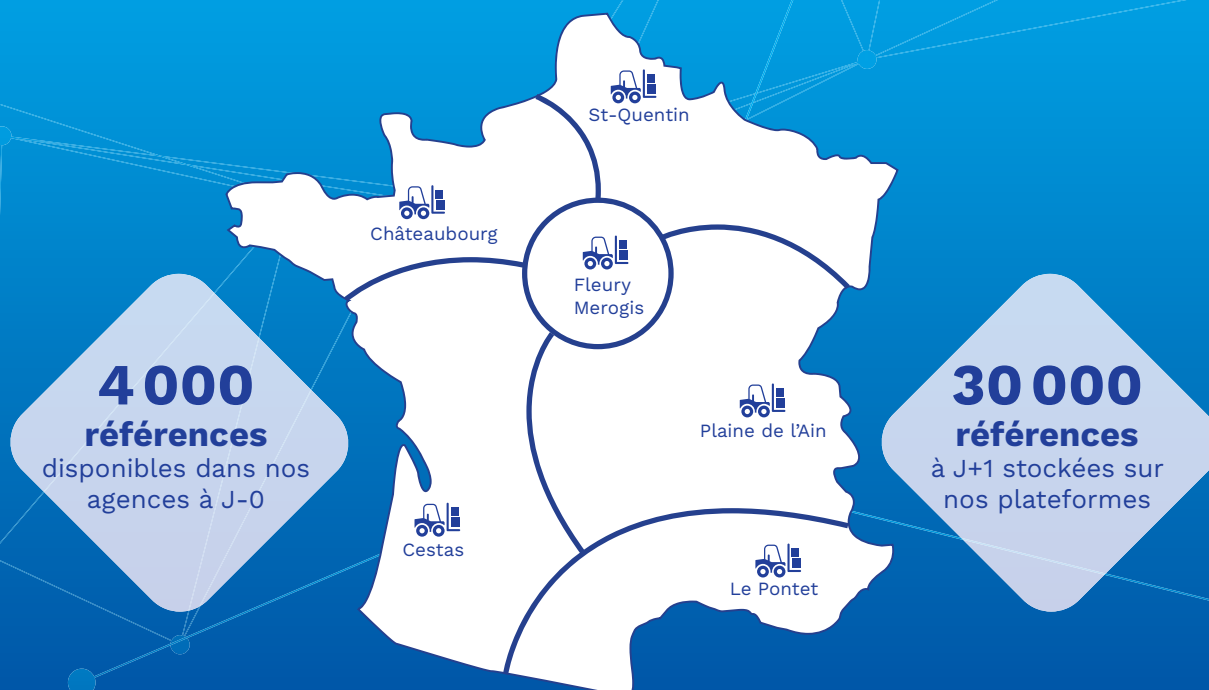 St-Quentin
Châteaubourg
Fleury
Merogis
4 000
références
disponibles dans nos
agences à J-0
30 000
références
à J+1 stockées sur
nos plateformes
Plaine de l’Ain
Cestas
Le Pontet